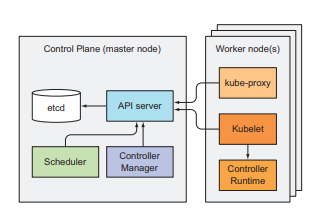 Control Plane (master node)
Worker node(s)
etcd
API server
kube-proxy
Kubelet
Scheduler
Controller
Manager
Controller
Runtime